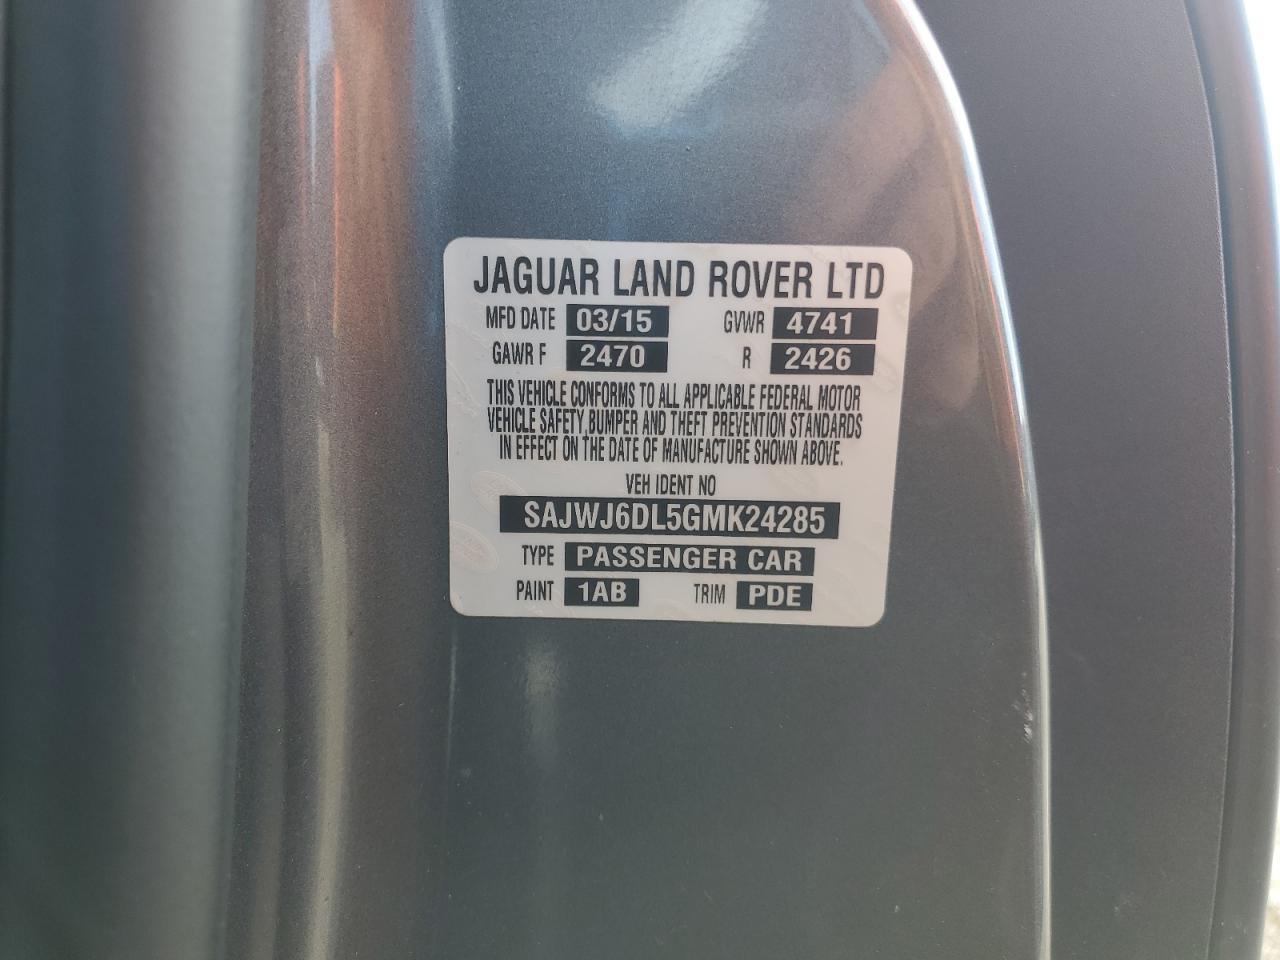 JAGUAR LAND ROVER LTD
MFD DATE 03/15 GVWR 4741
GAWR F 2470 R 2426
THIS VEHICLE CONFORMS TO ALL APPLICABLE FEDERAL MOTOR
VEHICLE SAFETY, BUMPER AND THEFT PREVENTION STANDARDS
IN EFFECT ON THE DATE OF MANUFACTURE SHOWN ABOVE.
VEH IDENT NO
SAJWJ6DL5GMK24285
TYPE PASSENGER CAR
PAINT 1AB TRIM PDE